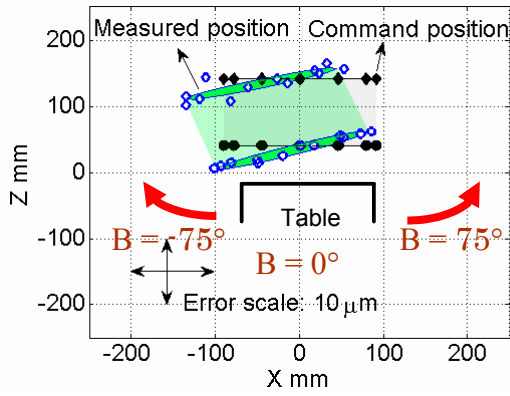 200
Measured position
Command position
100
Z mm
0
Table
-100
B = -75°
B = 75°
B = 0°
-200
Error scale: 10 μm
-200
-100
0
100
200
X mm